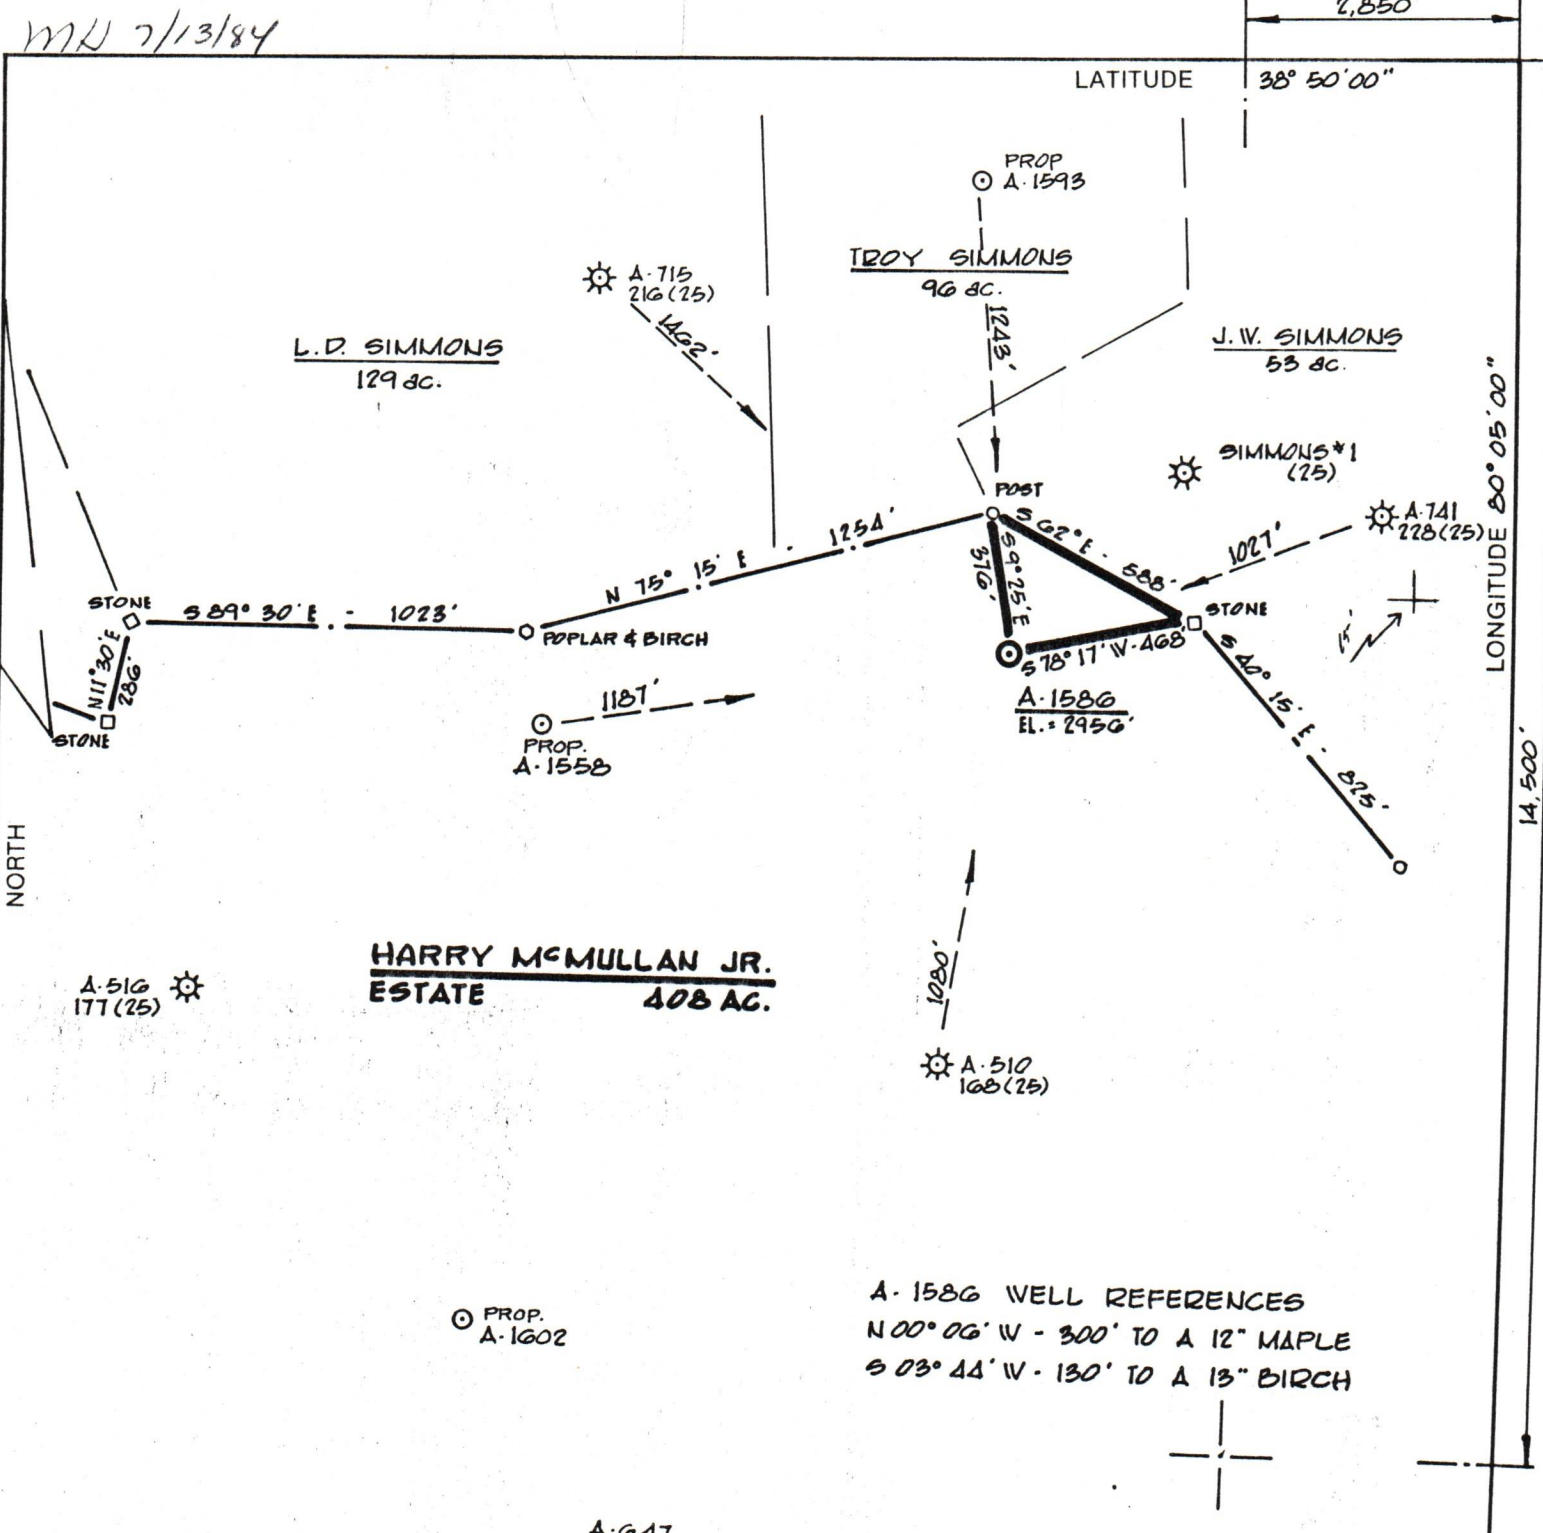 MH 7/13/84
2,850
LATITUDE 38° 50' 00"
PROP
A-1593
TROY SIMMONS
96 ac.
A-715
216(25)
1462'
1243'
L.D. SIMMONS
129 ac.
J.W. SIMMONS
53 ac.
LONGITUDE 80° 05' 00"
SIMMONS #1
(25)
A-741
228(25)
1027'
POST
S 62° E - 588'
N 75° 15' E - 1254'
S 9° 25' E
376'
STONE
S 89° 30' E - 1023'
POPLAR & BIRCH
STONE
15'
S 78° 17' W - 468'
N 11° 30' E
286'
STONE
S 40° 15' E - 825'
A-1586
EL. = 2956'
1187'
PROP.
A-1558
14,500'
NORTH
HARRY McMULLAN JR.
ESTATE 408 AC.
A-516
177(25)
1080'
A-510
168(25)
A-1586 WELL REFERENCES
N 00° 06' W - 300' TO A 12" MAPLE
S 03° 44' W - 130' TO A 13" BIRCH
PROP.
A-1602
A-647